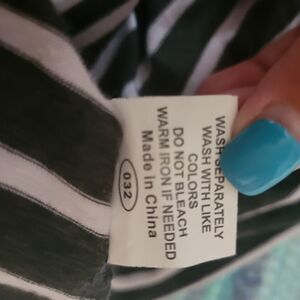 WASH SEPARATELY
WASH WITH LIKE
COLORS
DO NOT BLEACH
WARM IRON IF NEEDED
Made in China
032